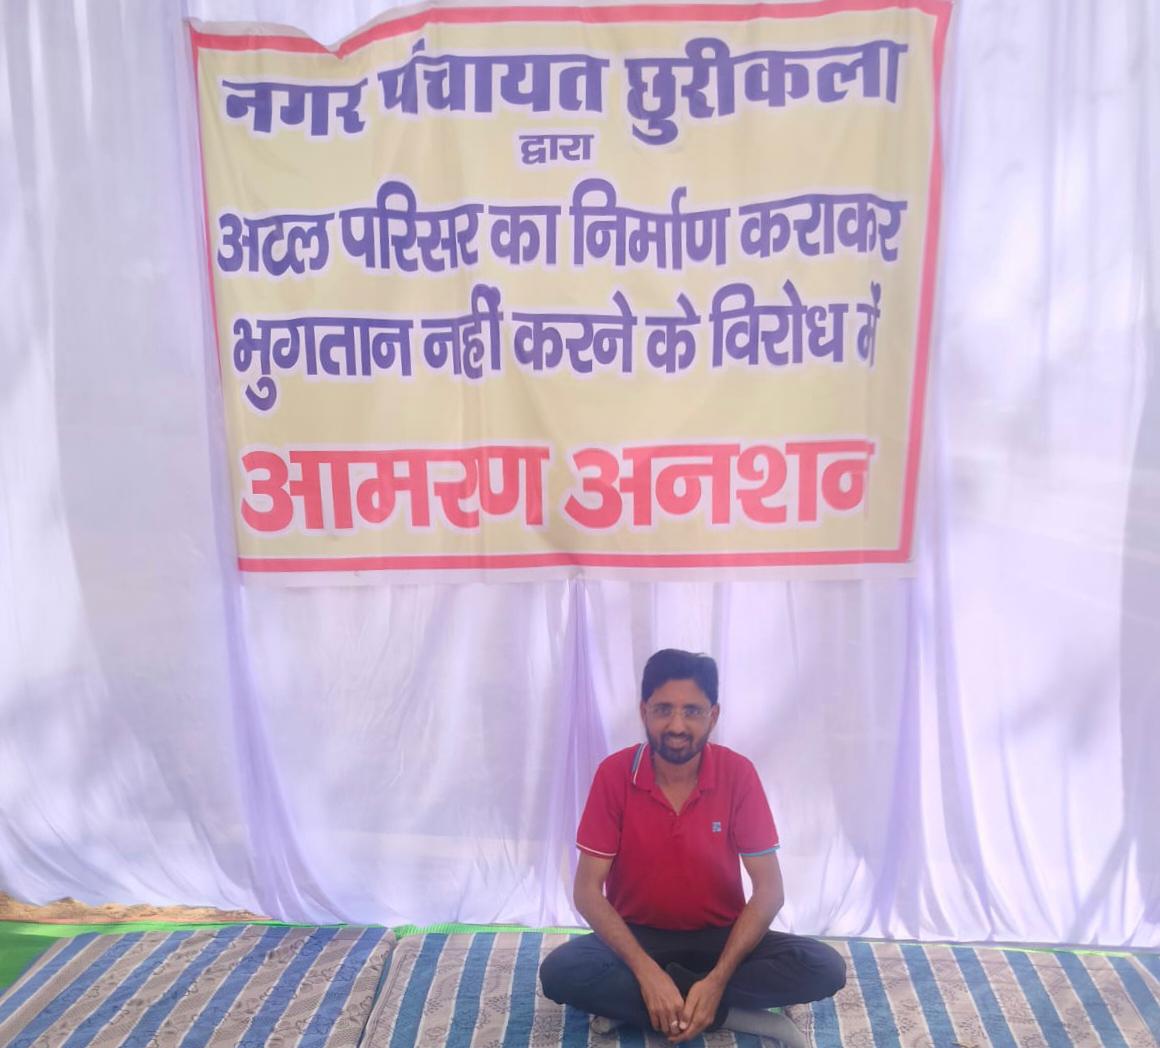 नगर पंचायत छुरीकला
द्वारा
अटल परिसर का निर्माण कराकर
भुगतान नहीं करने के विरोध में
आमरण अनशन